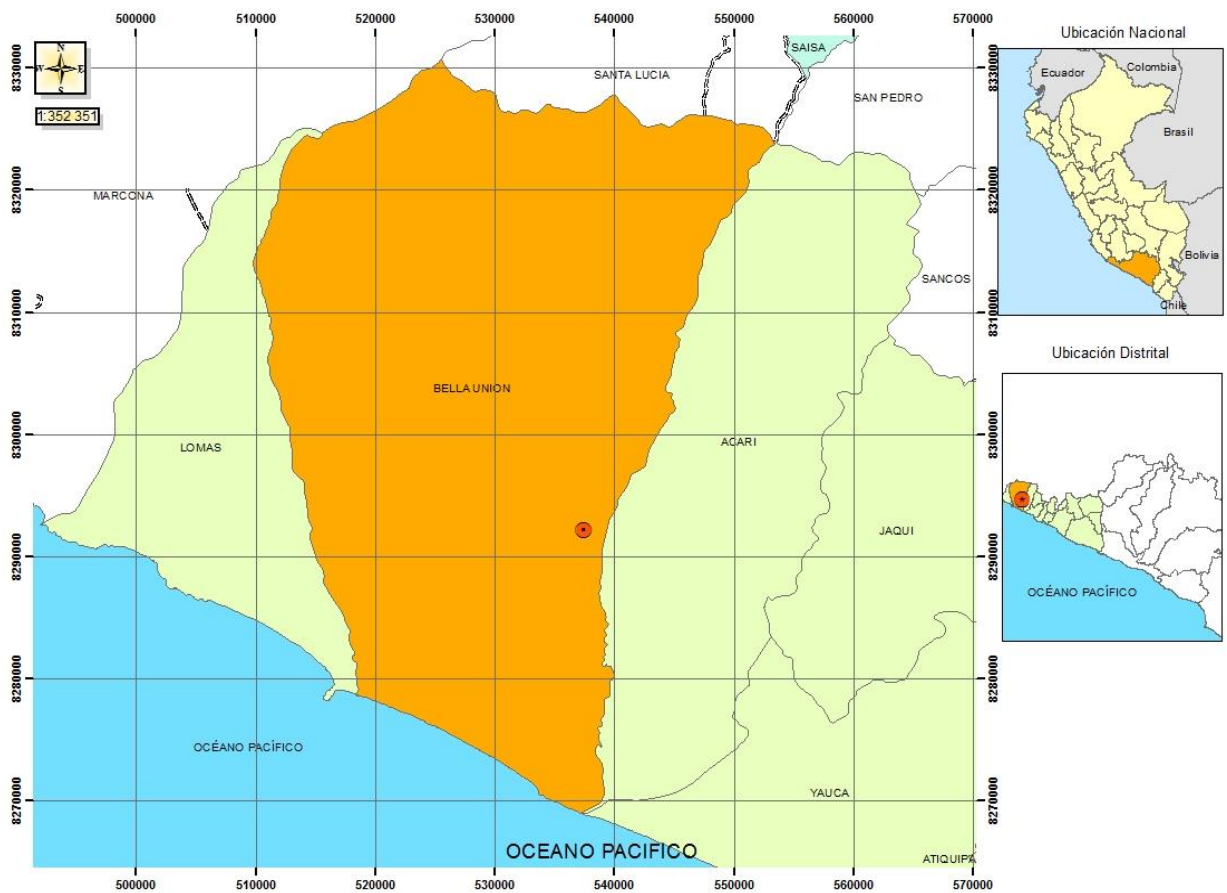 500000 510000 520000 530000 540000 550000 560000 570000
N
W E
S
1:352 351
8330000
8320000
8310000
8300000
8290000
8280000
8270000
SAISA
SANTA LUCIA
SAN PEDRO
MARCONA
SANCOS
BELLA UNION
LOMAS
ACARI
JAQUI
OCÉANO PACÍFICO
YAUCA
OCEANO PACIFICO
ATIQUIPA
8330000
8320000
8310000
8300000
8290000
8280000
8270000
500000 510000 520000 530000 540000 550000 560000 570000
Ubicación Nacional
Ecuador
Colombia
Brasil
Bolivia
Chile
Ubicación Distrital
OCÉANO PACÍFICO